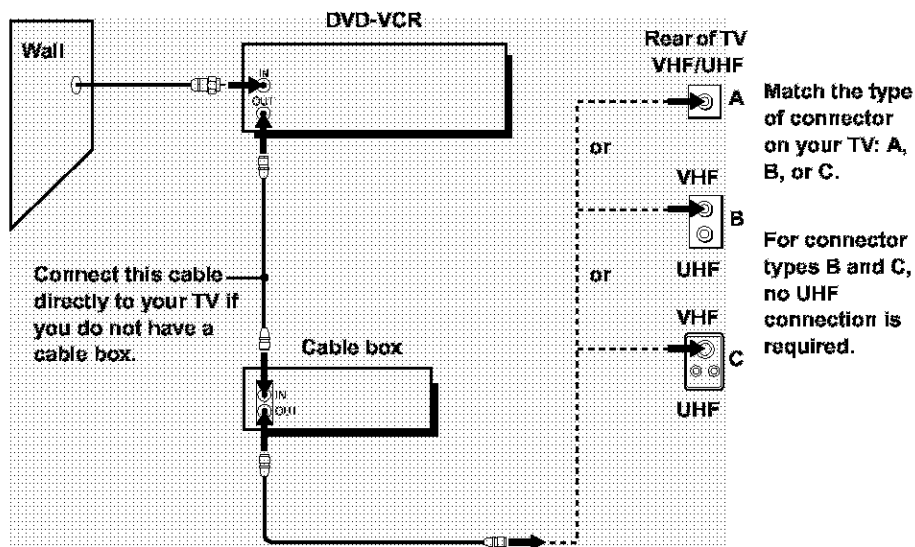 DVD-VCR
Wall
IN
OUT
Rear of TV
VHF/UHF
A
Match the type
of connector
on your TV: A,
B, or C.
or
VHF
B
UHF
For connector
types B and C,
no UHF
connection is
required.
or
VHF
C
UHF
Connect this cable
directly to your TV if
you do not have a
cable box.
Cable box
IN
OUT